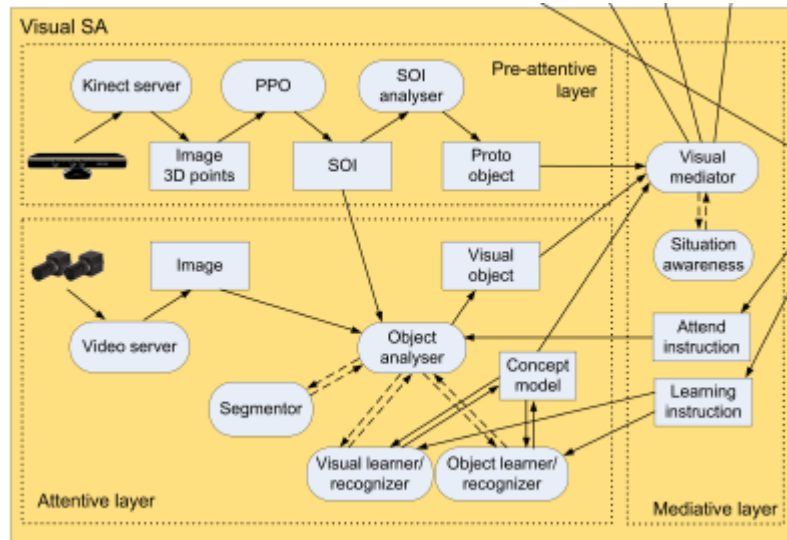 Visual SA
Pre-attentive
layer
Kinect server
PPO
SOI
analyser
Image
3D points
SOI
Proto
object
Visual
mediator
Situation
awareness
Image
Visual
object
Video server
Object
analyser
Attend
instruction
Concept
model
Learning
instruction
Segmentor
Visual learner/
recognizer
Object learner/
recognizer
Attentive layer
Mediative layer